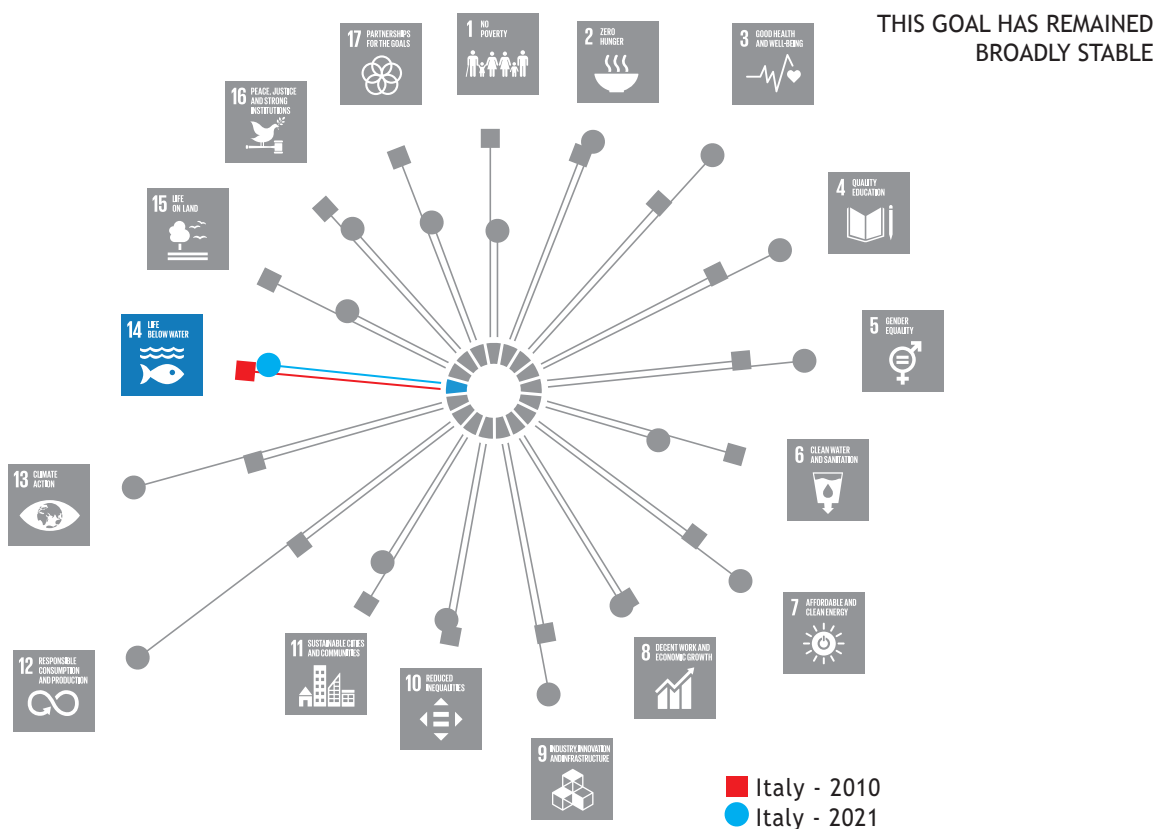 THIS GOAL HAS REMAINED
BROADLY STABLE
1 NO
POVERTY
2 ZERO
HUNGER
3 GOOD HEALTH
AND WELL-BEING
4 QUALITY
EDUCATION
5 GENDER
EQUALITY
6 CLEAN WATER
AND SANITATION
7 AFFORDABLE AND
CLEAN ENERGY
8 DECENT WORK AND
ECONOMIC GROWTH
9 INDUSTRY, INNOVATION
AND INFRASTRUCTURE
10 REDUCED
INEQUALITIES
11 SUSTAINABLE CITIES
AND COMMUNITIES
12 RESPONSIBLE
CONSUMPTION
AND PRODUCTION
13 CLIMATE
ACTION
14 LIFE
BELOW WATER
15 LIFE
ON LAND
16 PEACE, JUSTICE
AND STRONG
INSTITUTIONS
17 PARTNERSHIPS
FOR THE GOALS
Italy - 2010
Italy - 2021